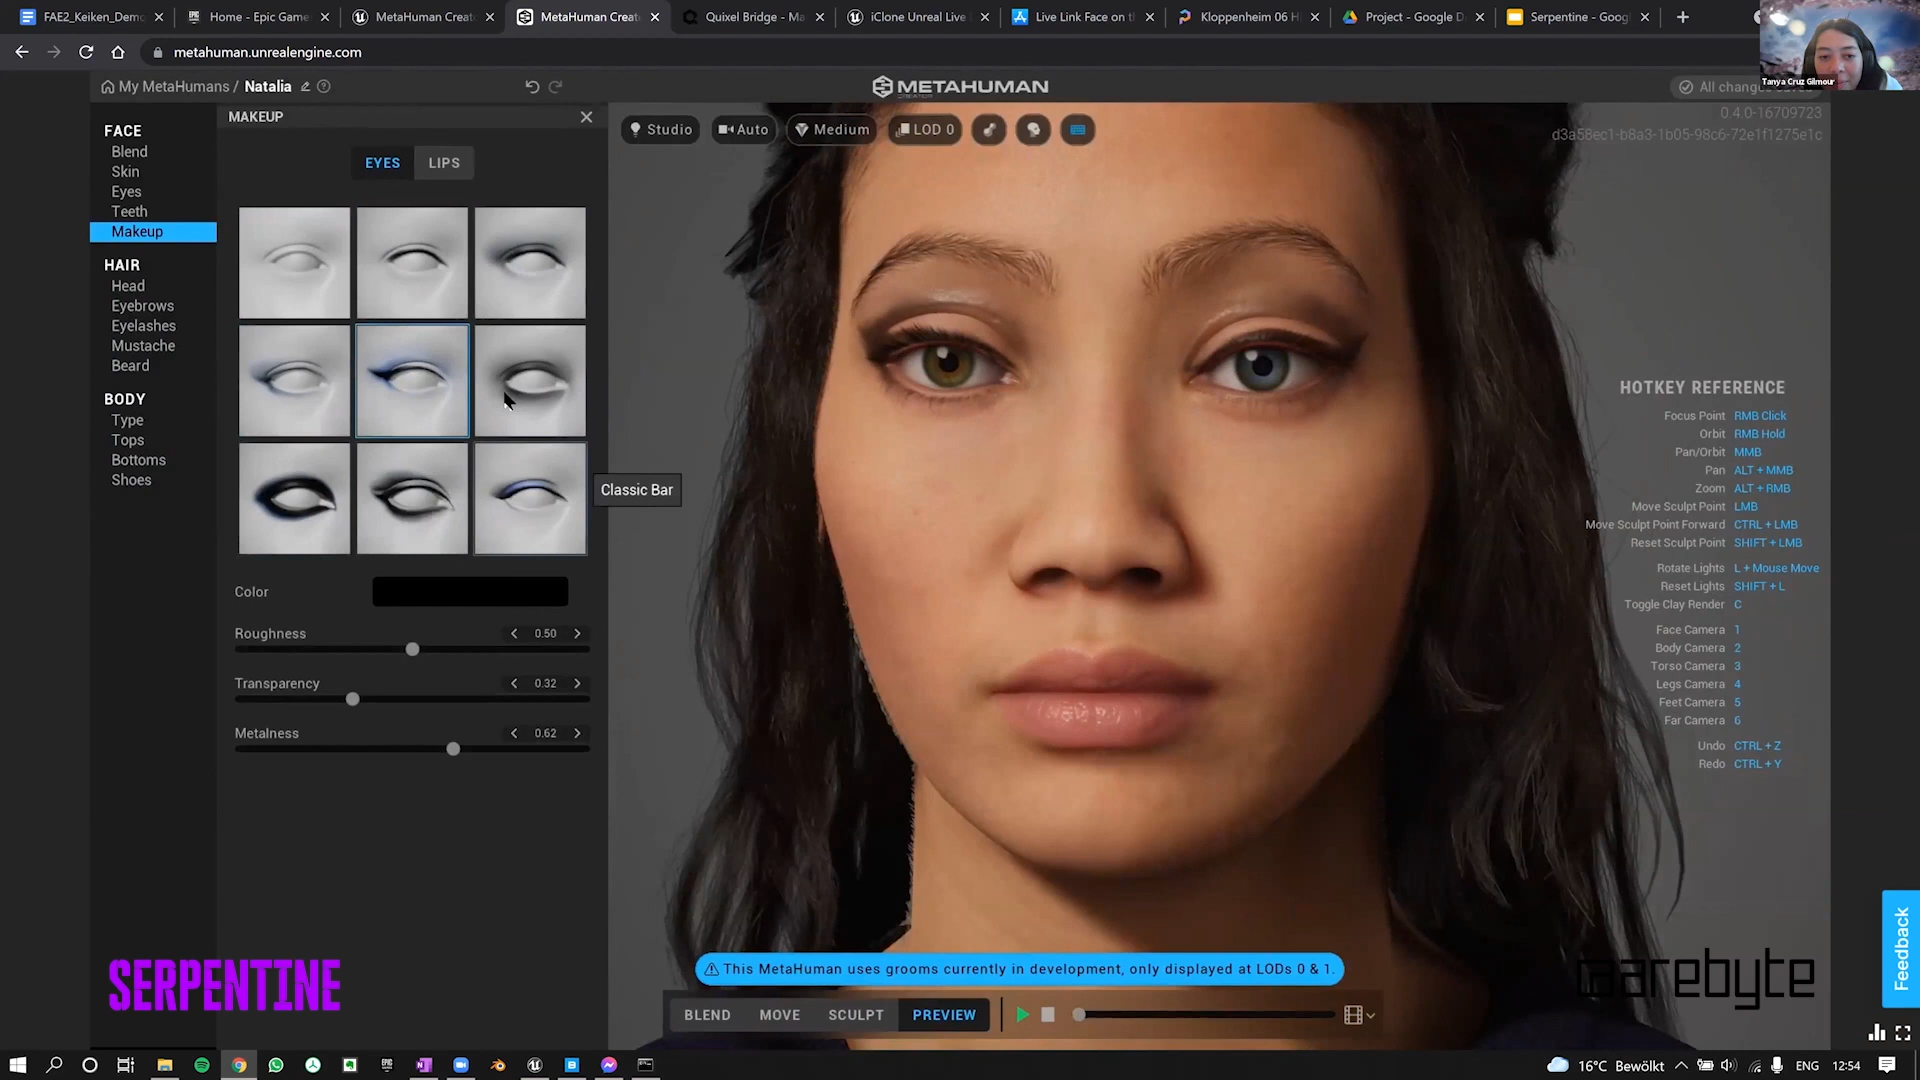 FAE2_Keiken_Demo
Home - Epic Game
MetaHuman Creato
MetaHuman Creato
Quixel Bridge - Ma
iClone Unreal Live
Live Link Face on t
Kloppenheim 06 H
Project - Google D
Serpentine - Googl
metahuman.unrealengine.com
Tanya Cruz Gilmour
My MetaHumans / Natalia
METAHUMAN
CREATOR
All changes saved
0.4.0-16709723
d3a58ec1-b8a3-1b05-98c6-72e1f1275e1c
FACE
Blend
Skin
Eyes
Teeth
Makeup
HAIR
Head
Eyebrows
Eyelashes
Mustache
Beard
BODY
Type
Tops
Bottoms
Shoes
MAKEUP
EYES
LIPS
Classic Bar
Color
Roughness
0.50
Transparency
0.32
Metalness
0.62
Studio
Auto
Medium
LOD 0
HOTKEY REFERENCE
Focus Point RMB Click
Orbit RMB Hold
Pan/Orbit MMB
Pan ALT + MMB
Zoom ALT + RMB
Move Sculpt Point LMB
Move Sculpt Point Forward CTRL + LMB
Reset Sculpt Point SHIFT + LMB
Rotate Lights L + Mouse Move
Reset Lights SHIFT + L
Toggle Clay Render C
Face Camera 1
Body Camera 2
Torso Camera 3
Legs Camera 4
Feet Camera 5
Far Camera 6
Undo CTRL + Z
Redo CTRL + Y
Feedback
This MetaHuman uses grooms currently in development, only displayed at LODs 0 & 1.
BLEND
MOVE
SCULPT
PREVIEW
SERPENTINE
arebyte
EPIC
16°C Bewölkt
ENG
12:54